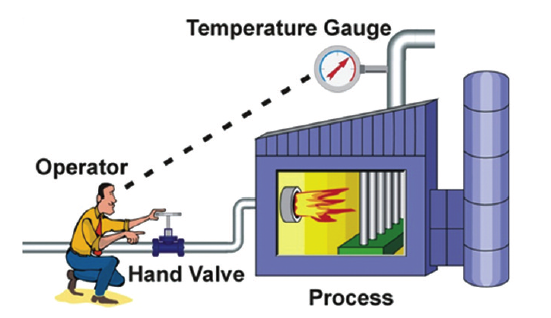 Temperature Gauge
Operator
Hand Valve
Process